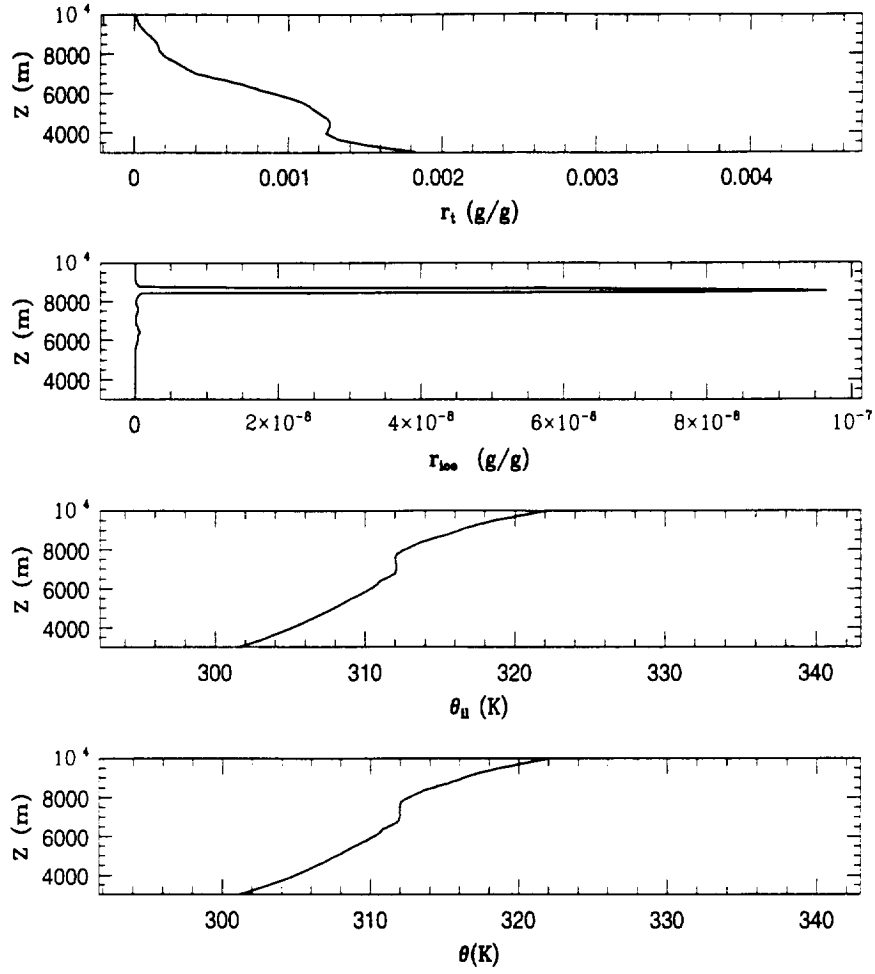 10⁴
8000
6000
4000
Z (m)
0 0.001 0.002 0.003 0.004
r_t (g/g)
10⁴
8000
6000
4000
Z (m)
0 2×10⁻⁸ 4×10⁻⁸ 6×10⁻⁸ 8×10⁻⁸ 10⁻⁷
r_ice (g/g)
10⁴
8000
6000
4000
Z (m)
300 310 320 330 340
θ_il (K)
10⁴
8000
6000
4000
Z (m)
300 310 320 330 340
θ(K)